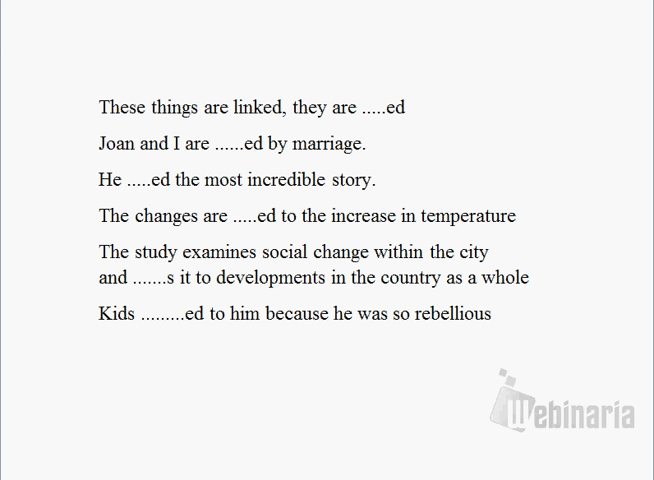 These things are linked, they are .....ed
Joan and I are ......ed by marriage.
He .....ed the most incredible story.
The changes are .....ed to the increase in temperature
The study examines social change within the city
and .......s it to developments in the country as a whole
Kids .........ed to him because he was so rebellious
Webinaria